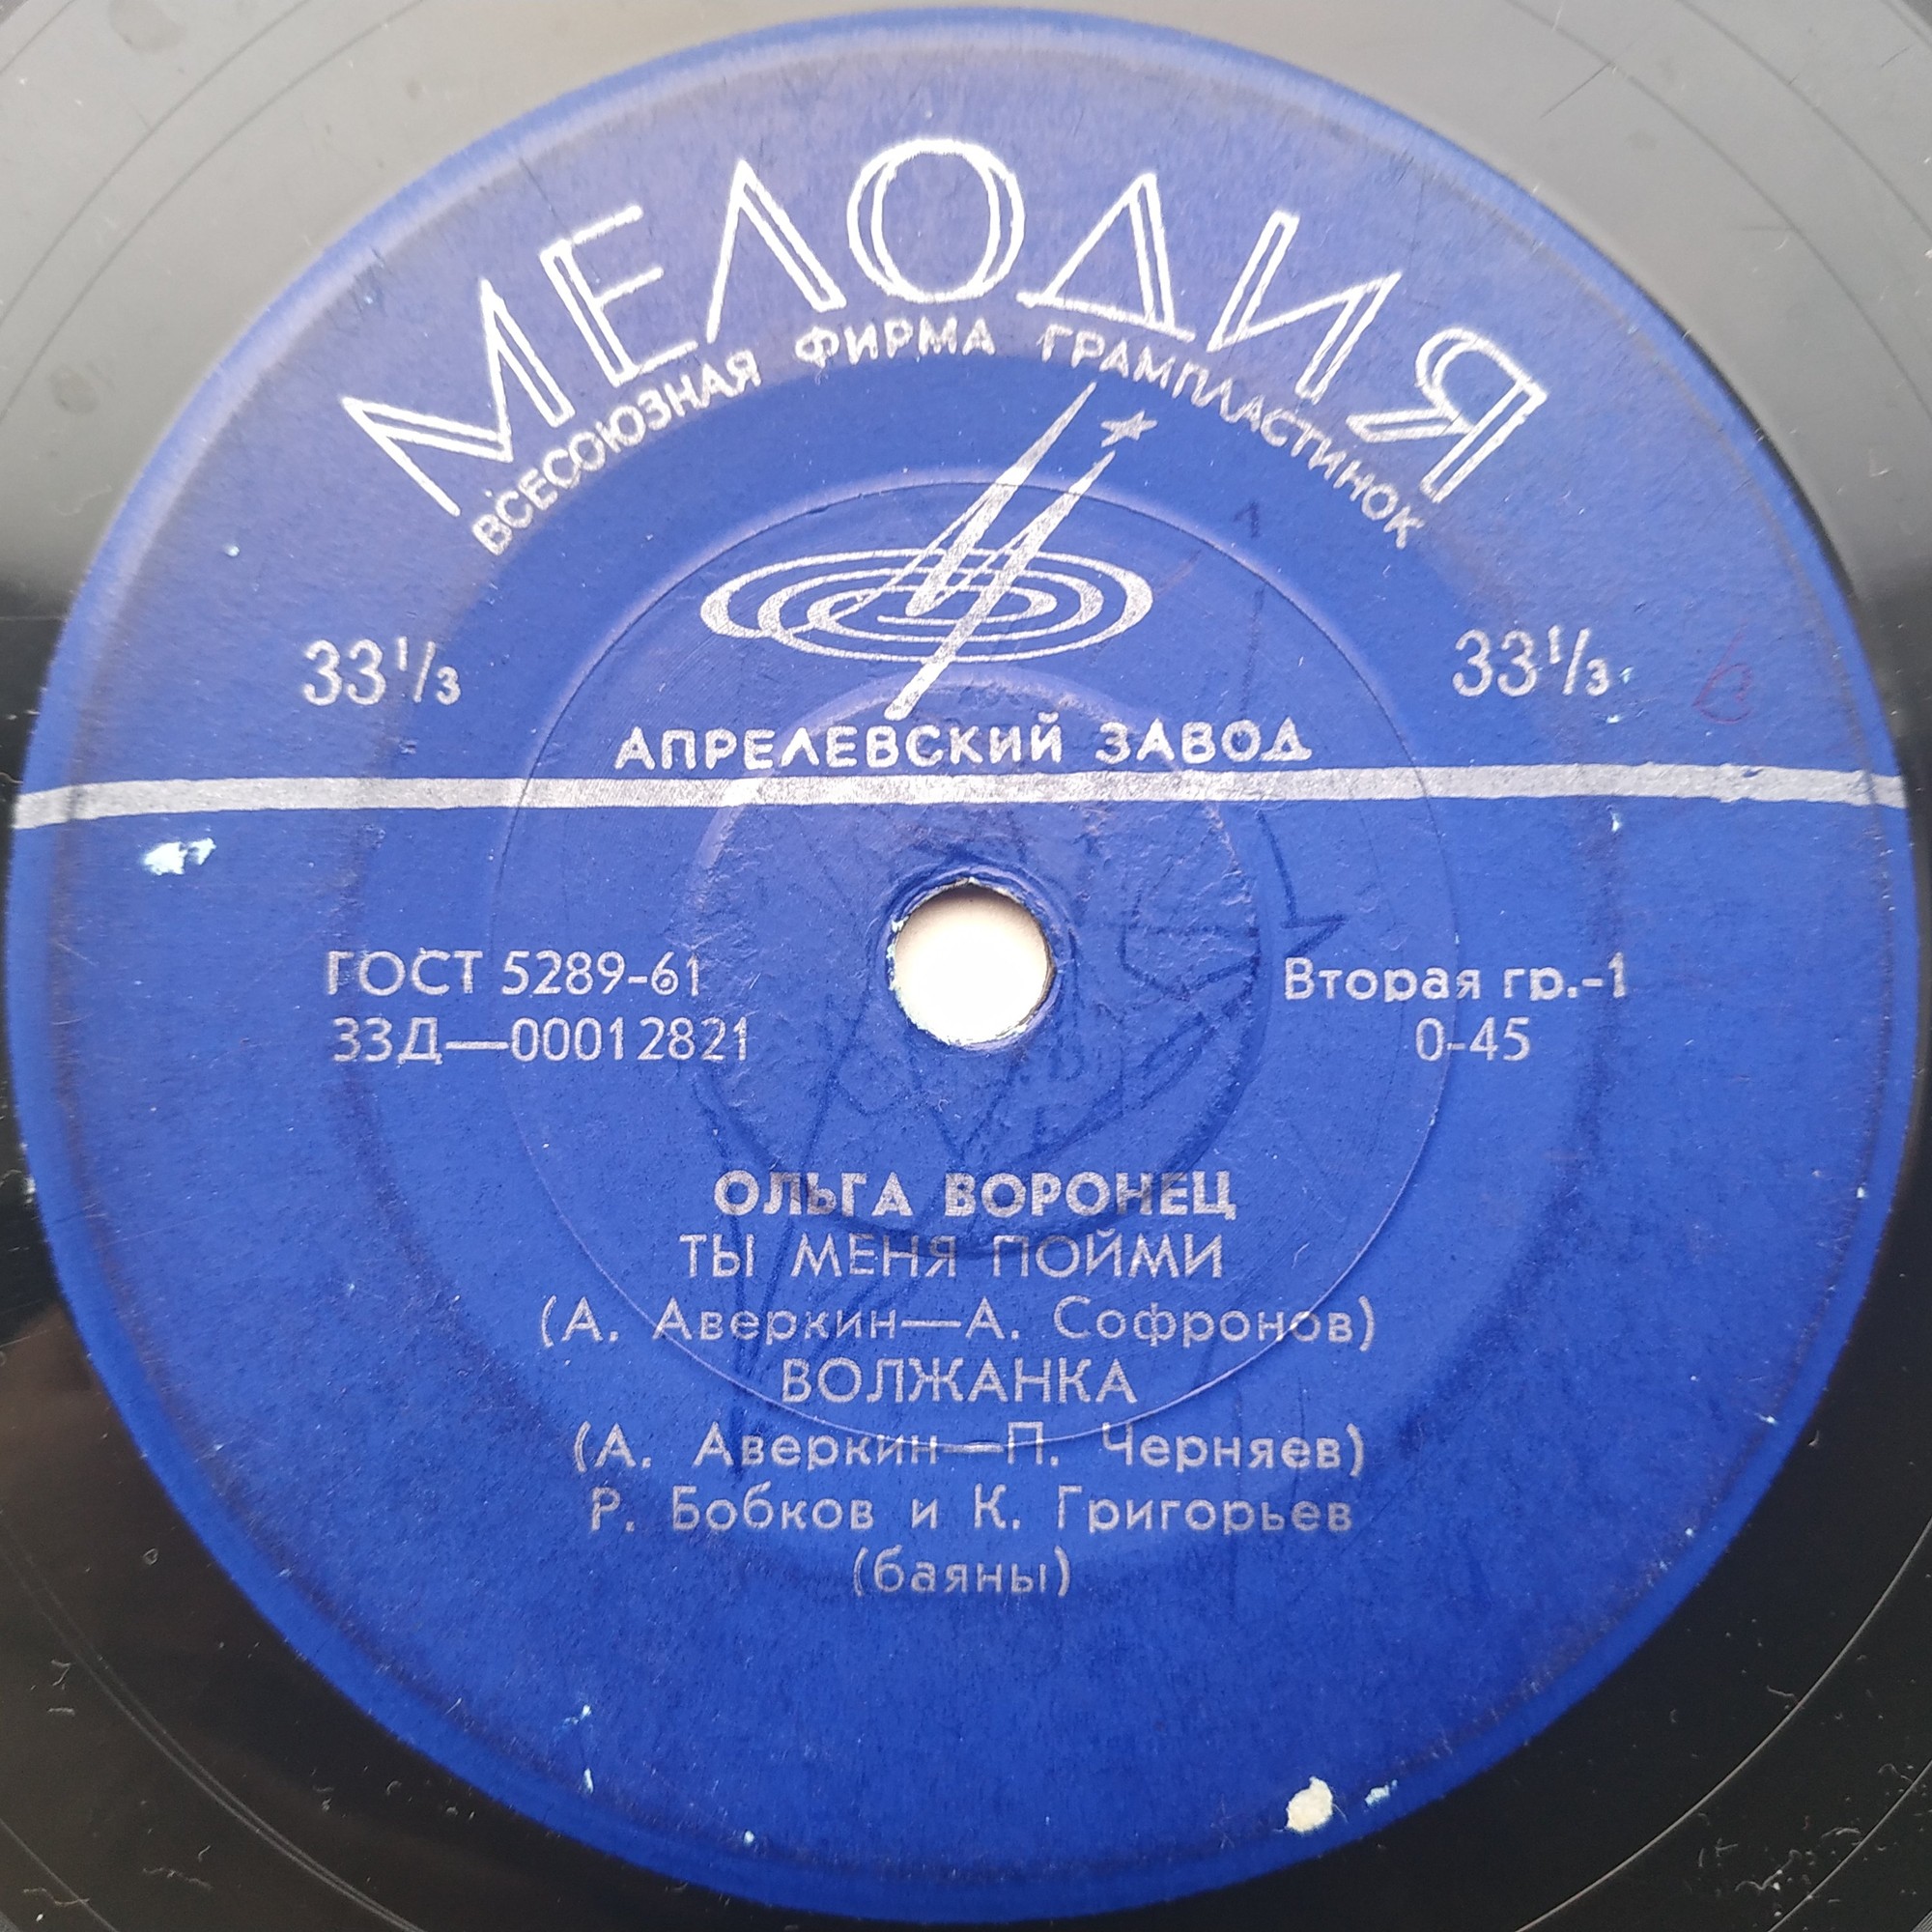 МЕЛОДИЯ
ВСЕСОЮЗНАЯ ФИРМА ГРАМПЛАСТИНОК
33⅓ 33⅓
АПРЕЛЕВСКИЙ ЗАВОД
ГОСТ 5289-61 Вторая гр.-1
33Д—00012821 0-45
ОЛЬГА ВОРОНЕЦ
ТЫ МЕНЯ ПОЙМИ
(А. Аверкин—А. Софронов)
ВОЛЖАНКА
(А. Аверкин—П. Черняев)
Р. Бобков и К. Григорьев
(баяны)